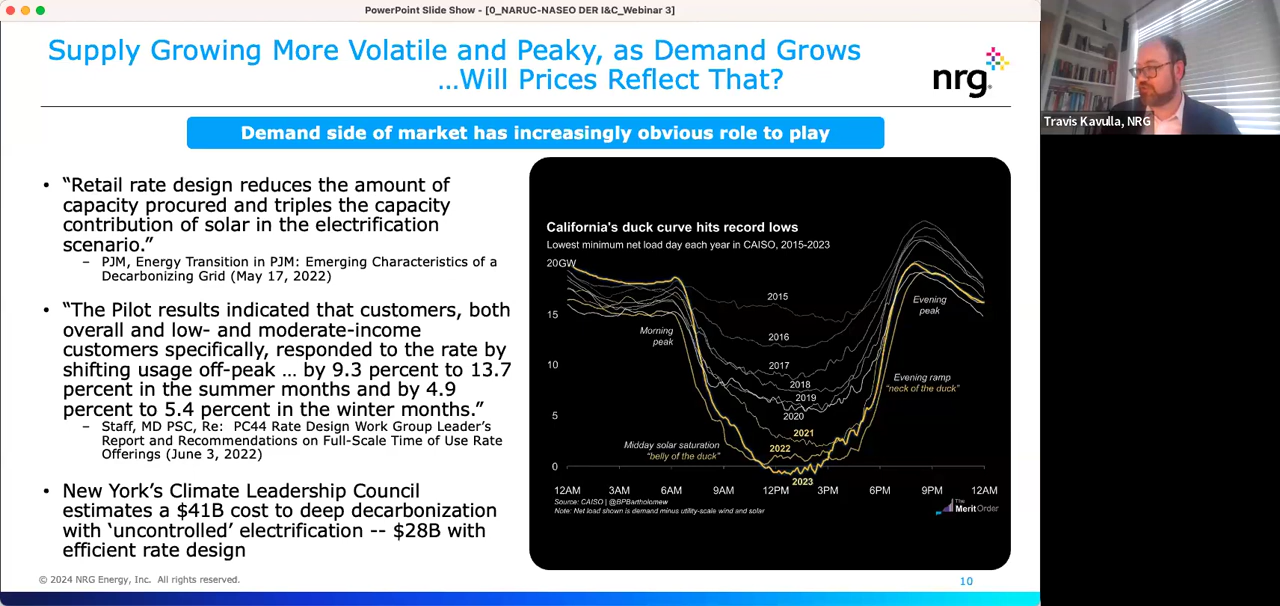 PowerPoint Slide Show - [0_NARUC-NASEO DER I&C_Webinar 3]
Supply Growing More Volatile and Peaky, as Demand Grows
…Will Prices Reflect That?
nrg
Travis Kavulla, NRG
Demand side of market has increasingly obvious role to play
• “Retail rate design reduces the amount of
capacity procured and triples the capacity
contribution of solar in the electrification
scenario.”
– PJM, Energy Transition in PJM: Emerging Characteristics of a
Decarbonizing Grid (May 17, 2022)
• “The Pilot results indicated that customers, both
overall and low- and moderate-income
customers specifically, responded to the rate by
shifting usage off-peak … by 9.3 percent to 13.7
percent in the summer months and by 4.9
percent to 5.4 percent in the winter months.”
– Staff, MD PSC, Re: PC44 Rate Design Work Group Leader’s
Report and Recommendations on Full-Scale Time of Use Rate
Offerings (June 3, 2022)
• New York’s Climate Leadership Council
estimates a $41B cost to deep decarbonization
with ‘uncontrolled’ electrification -- $28B with
efficient rate design
California's duck curve hits record lows
Lowest minimum net load day each year in CAISO, 2015-2023
20GW
15
10
5
0
2015
2016
2017
2018
2019
2020
2021
2022
2023
Morning
peak
Evening
peak
Evening ramp
“neck of the duck”
Midday solar saturation
“belly of the duck”
12AM 3AM 6AM 9AM 12PM 3PM 6PM 9PM 12AM
Source: CAISO | @BPBartholomew
Note: Net load shown is demand minus utility-scale wind and solar
The
MeritOrder
© 2024 NRG Energy, Inc. All rights reserved.
10